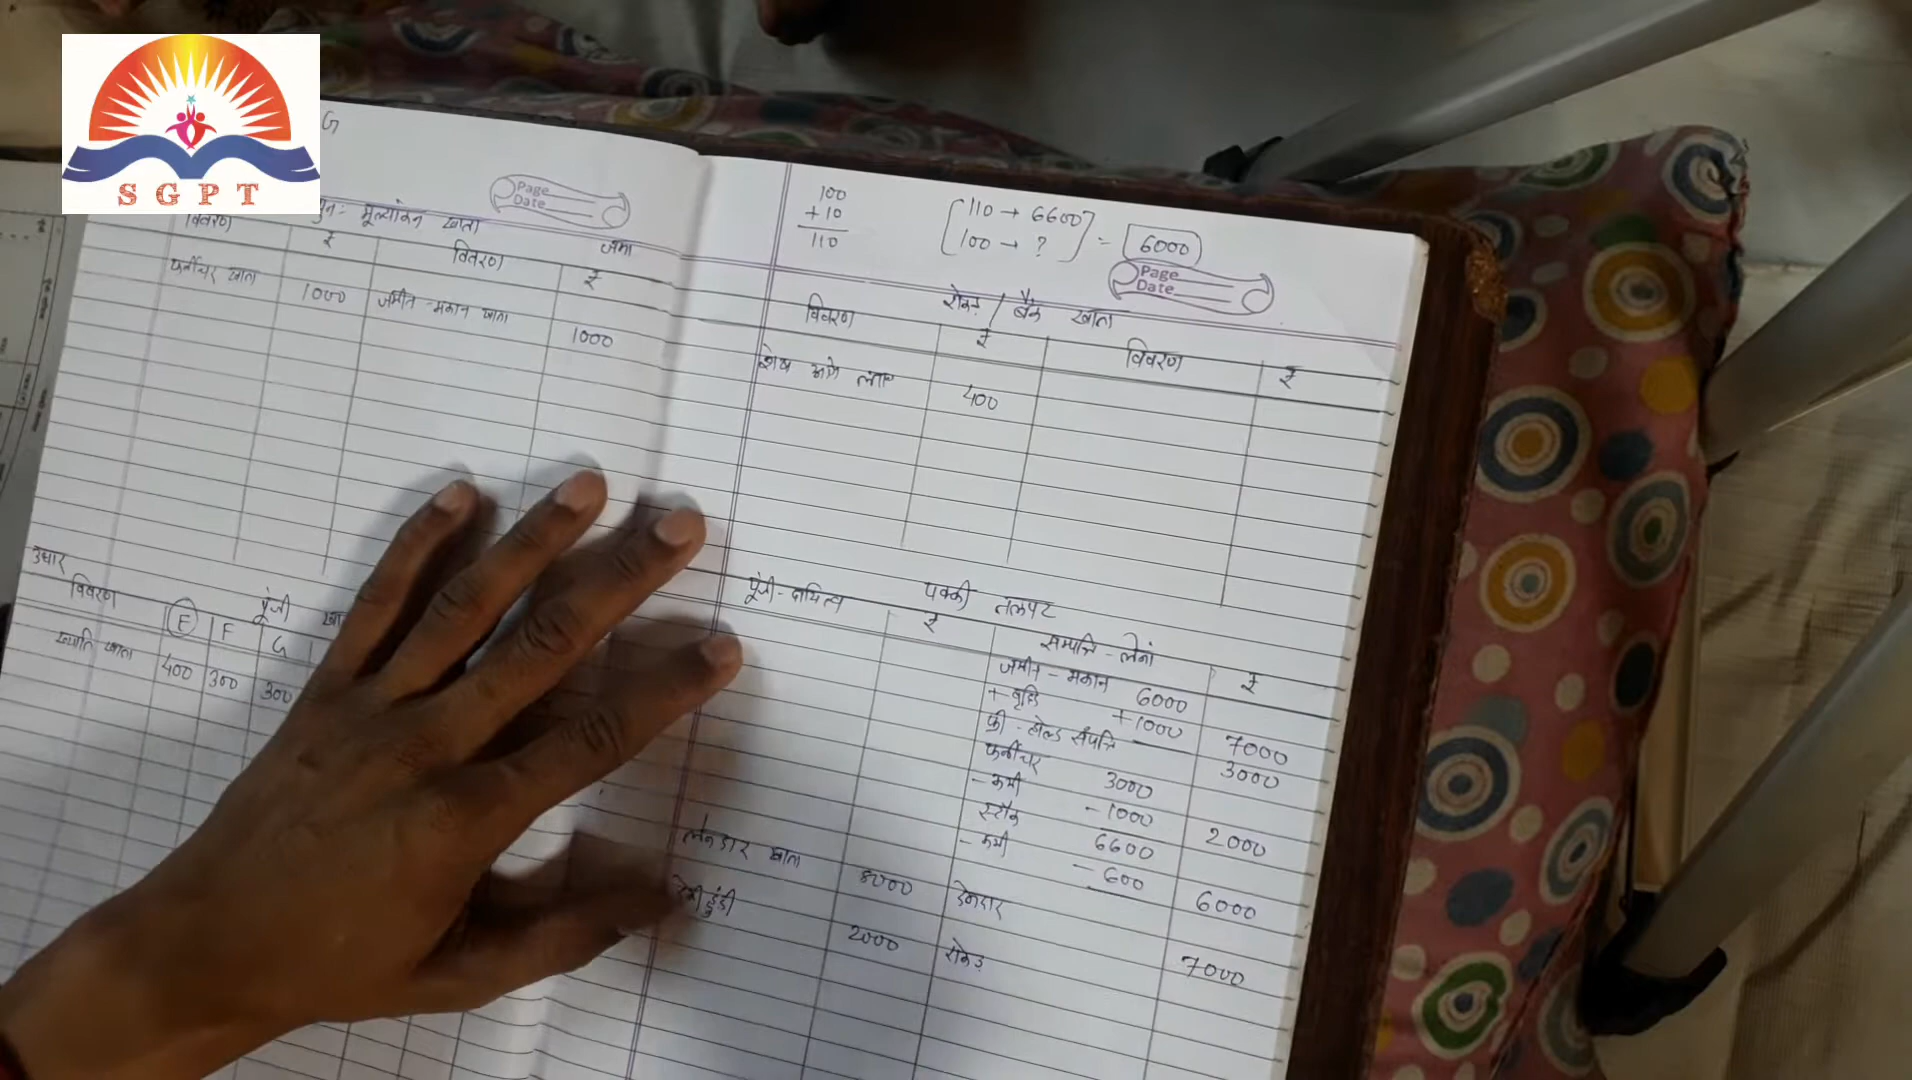 SGPT
G
Page
Date
पुनः मूल्यांकन खाता
जमा
विवरण ₹ विवरण ₹
फर्नीचर खाता 1000 जमीन-मकान खाता 1000
उधार
पूंजी
विवरण E F G
ख्याति खाता 400 300 300
100
+10
110
110 → 6600
100 → ? = 6000
Page
Date
रोकड़ / बैंक खाता
विवरण ₹ विवरण ₹
शेष आगे लाए 400
पक्की तलपट
पूंजी-दायित्व ₹ सम्पत्ति-लेनां ₹
जमीन-मकान 6000
+वृद्धि +1000 7000
फ्री-होल्ड संपत्ति 3000
फर्नीचर 3000
-कमी -1000 2000
स्टॉक 6600
-कमी -600 6000
लेनदार खाता 8000 देनदार 7000
देवीहुंडी 2000 रोकड़